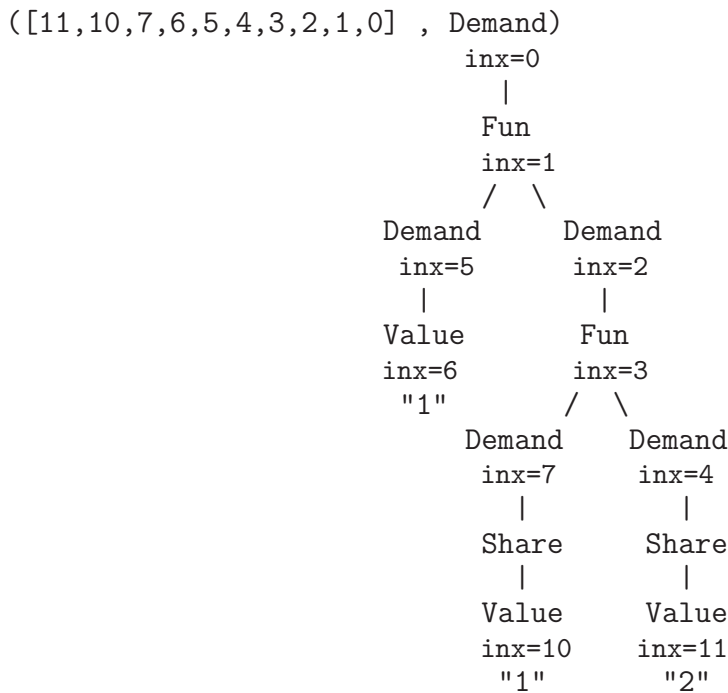 ([11,10,7,6,5,4,3,2,1,0] , Demand)
inx=0
|
Fun
inx=1
/ \
Demand Demand
inx=5 inx=2
| |
Value Fun
inx=6 inx=3
"1" / \
Demand Demand
inx=7 inx=4
| |
Share Share
| |
Value Value
inx=10 inx=11
"1" "2"